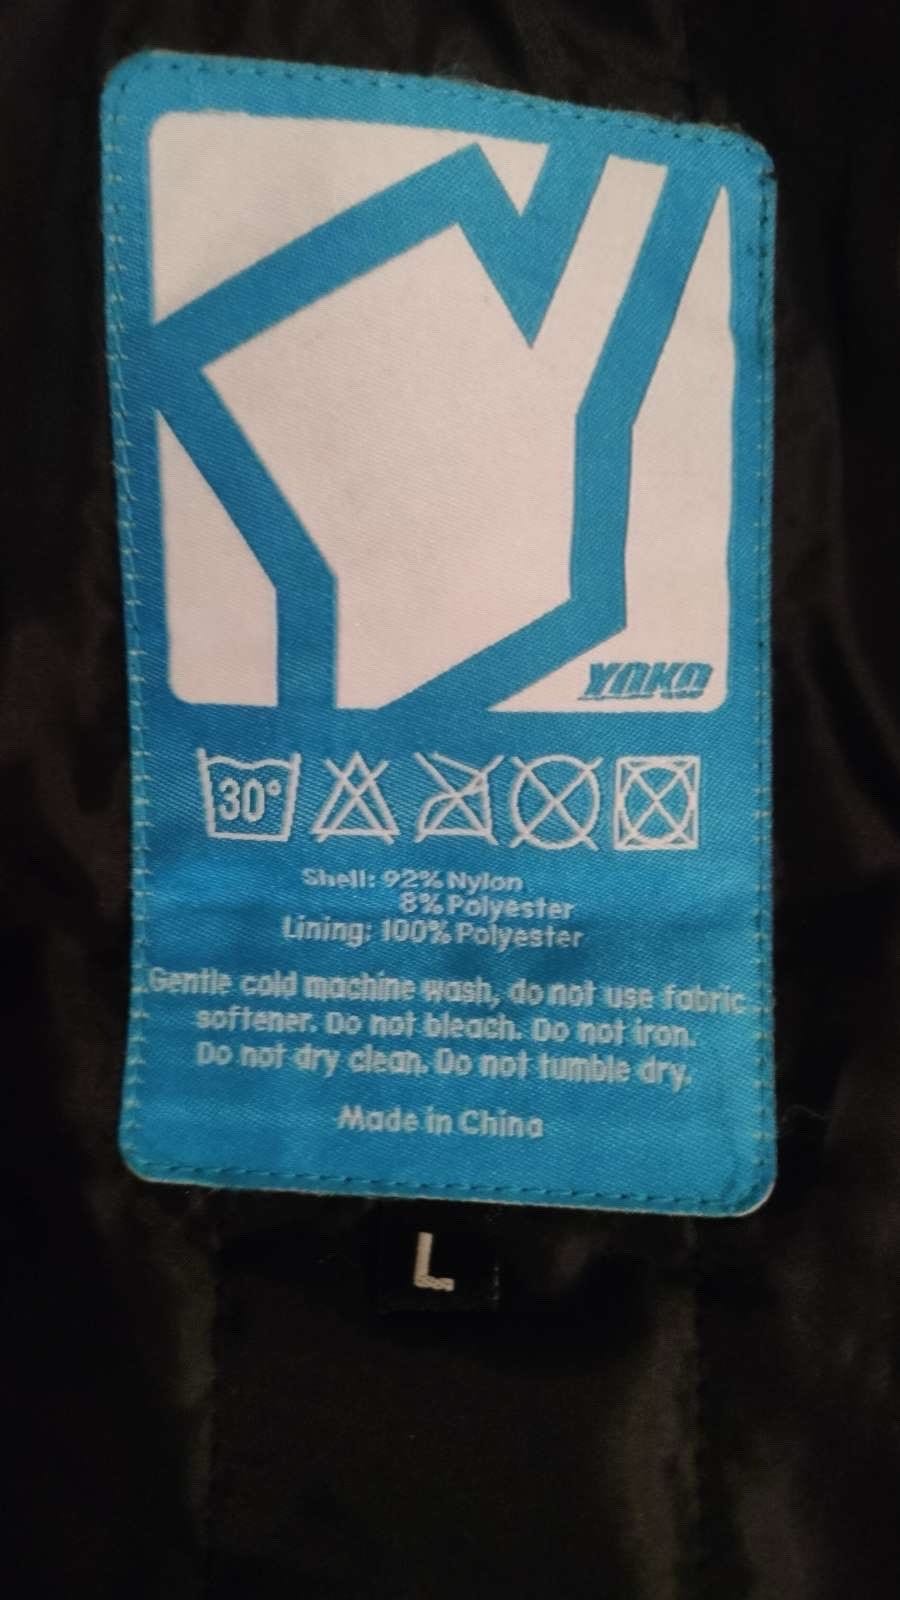 YOKO
30°
Shell: 92% Nylon
8% Polyester
Lining: 100% Polyester
Gentle cold machine wash, do not use fabric
softener. Do not bleach. Do not iron.
Do not dry clean. Do not tumble dry.
Made in China
L